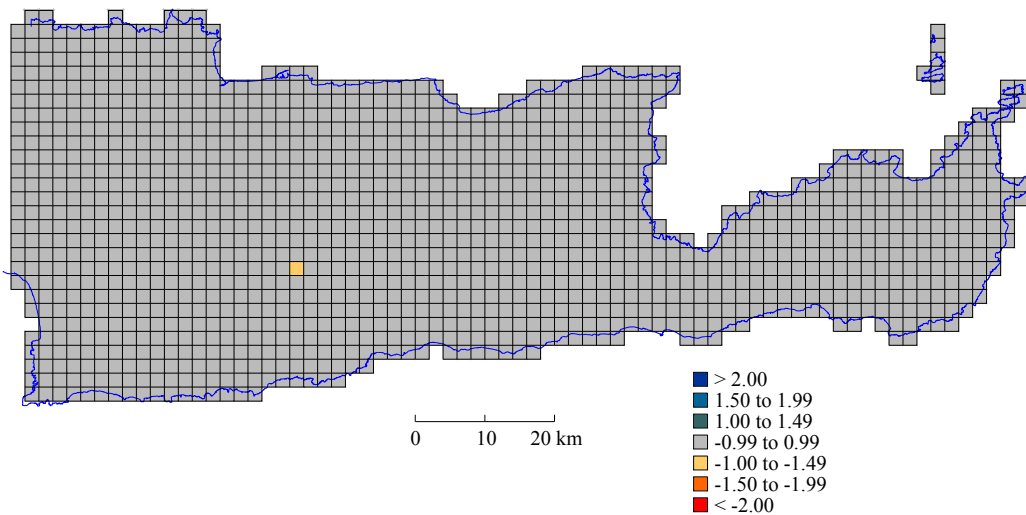 > 2.00
1.50 to 1.99
1.00 to 1.49
-0.99 to 0.99
-1.00 to -1.49
-1.50 to -1.99
< -2.00
0 10 20 km